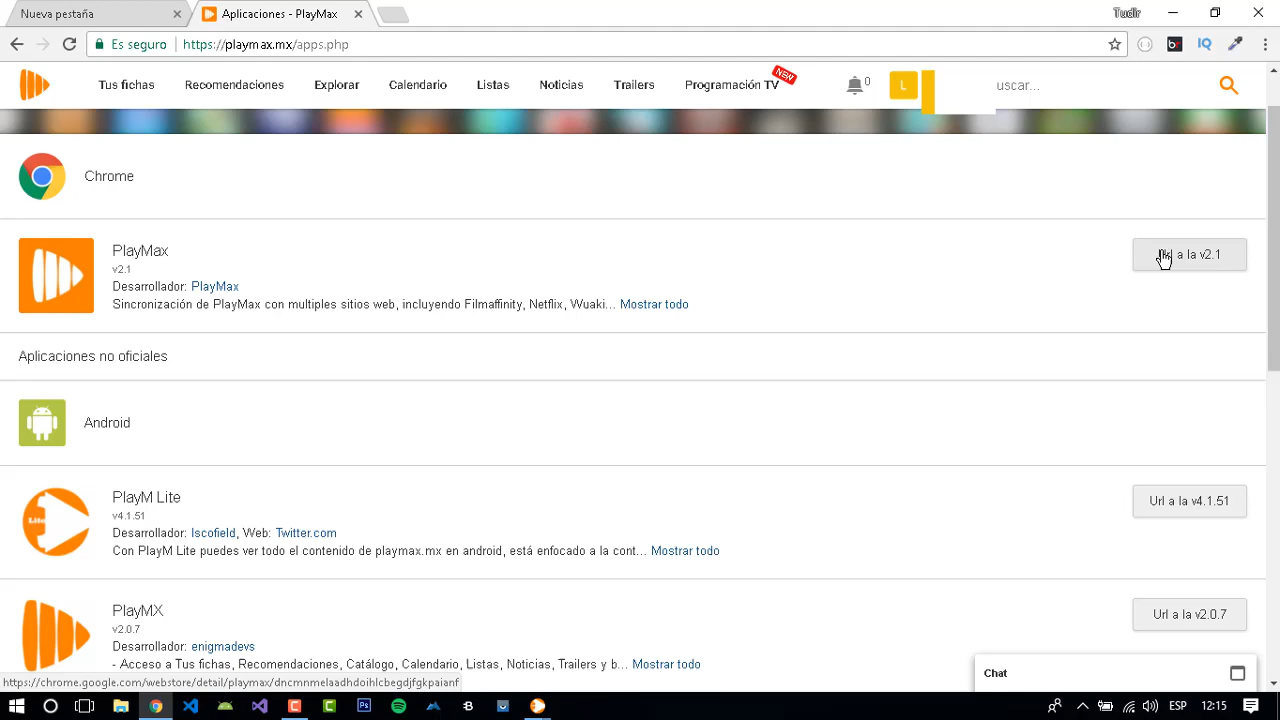 Nueva pestaña
Aplicaciones - PlayMax
Tudir
Es seguro
https://playmax.mx/apps.php
Tus fichas
Recomendaciones
Explorar
Calendario
Listas
Noticias
Trailers
Programación TV
NEW
0
L
uscar...
Chrome
PlayMax
v2.1
Url a la v2.1
Desarrollador: PlayMax
Sincronización de PlayMax con multiples sitios web, incluyendo Filmaffinity, Netflix, Wuaki... Mostrar todo
Aplicaciones no oficiales
Android
PlayM Lite
v4.1.51
Url a la v4.1.51
Desarrollador: Iscofield, Web: Twitter.com
Con PlayM Lite puedes ver todo el contenido de playmax.mx en android, está enfocado a la cont... Mostrar todo
PlayMX
v2.0.7
Url a la v2.0.7
Desarrollador: enigmadevs
- Acceso a Tus fichas, Recomendaciones, Catálogo, Calendario, Listas, Noticias, Trailers y b... Mostrar todo
Chat
https://chrome.google.com/webstore/detail/playmax/dncmnmelaadhdoihlcbegdjfgkpaianf
ESP
12:15